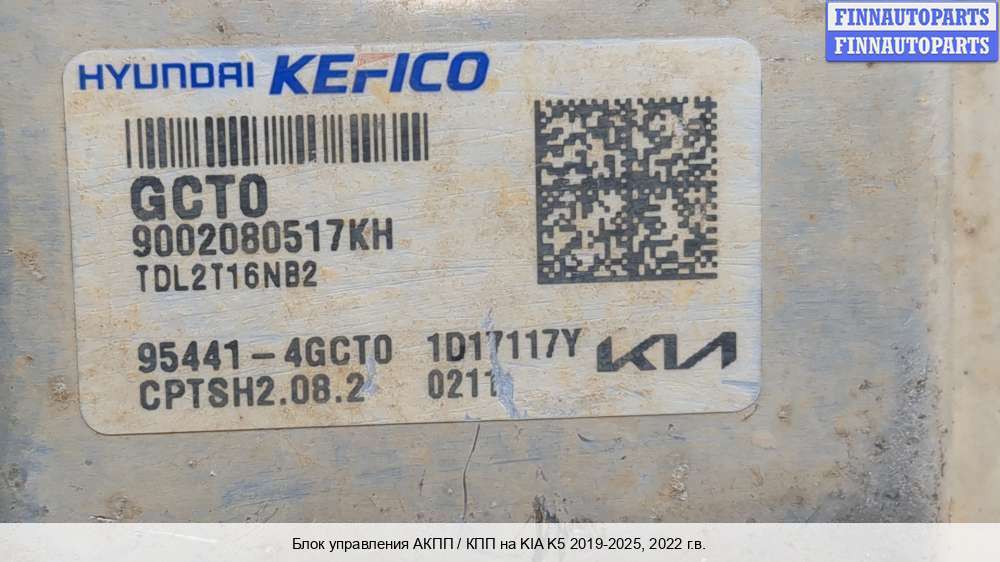 FINNAUTOPARTS
FINNAUTOPARTS
HYUNDAI KEFICO
GCT0
9002080517KH
TDL2T16NB2
95441-4GCT0 1D17117Y KIA
CPTSH2.08.2 0211
Блок управления АКПП / КПП на KIA K5 2019-2025, 2022 г.в.